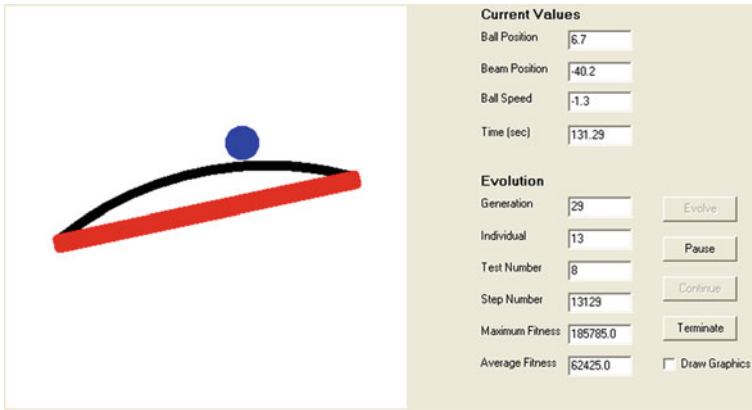 Current Values
Ball Position 6.7
Beam Position -40.2
Ball Speed -1.3
Time (sec) 131.29
Evolution
Generation 29 Evolve
Individual 13
Pause
Test Number 8
Continue
Step Number 13129
Maximum Fitness 185785.0 Terminate
Average Fitness 62425.0 Draw Graphics